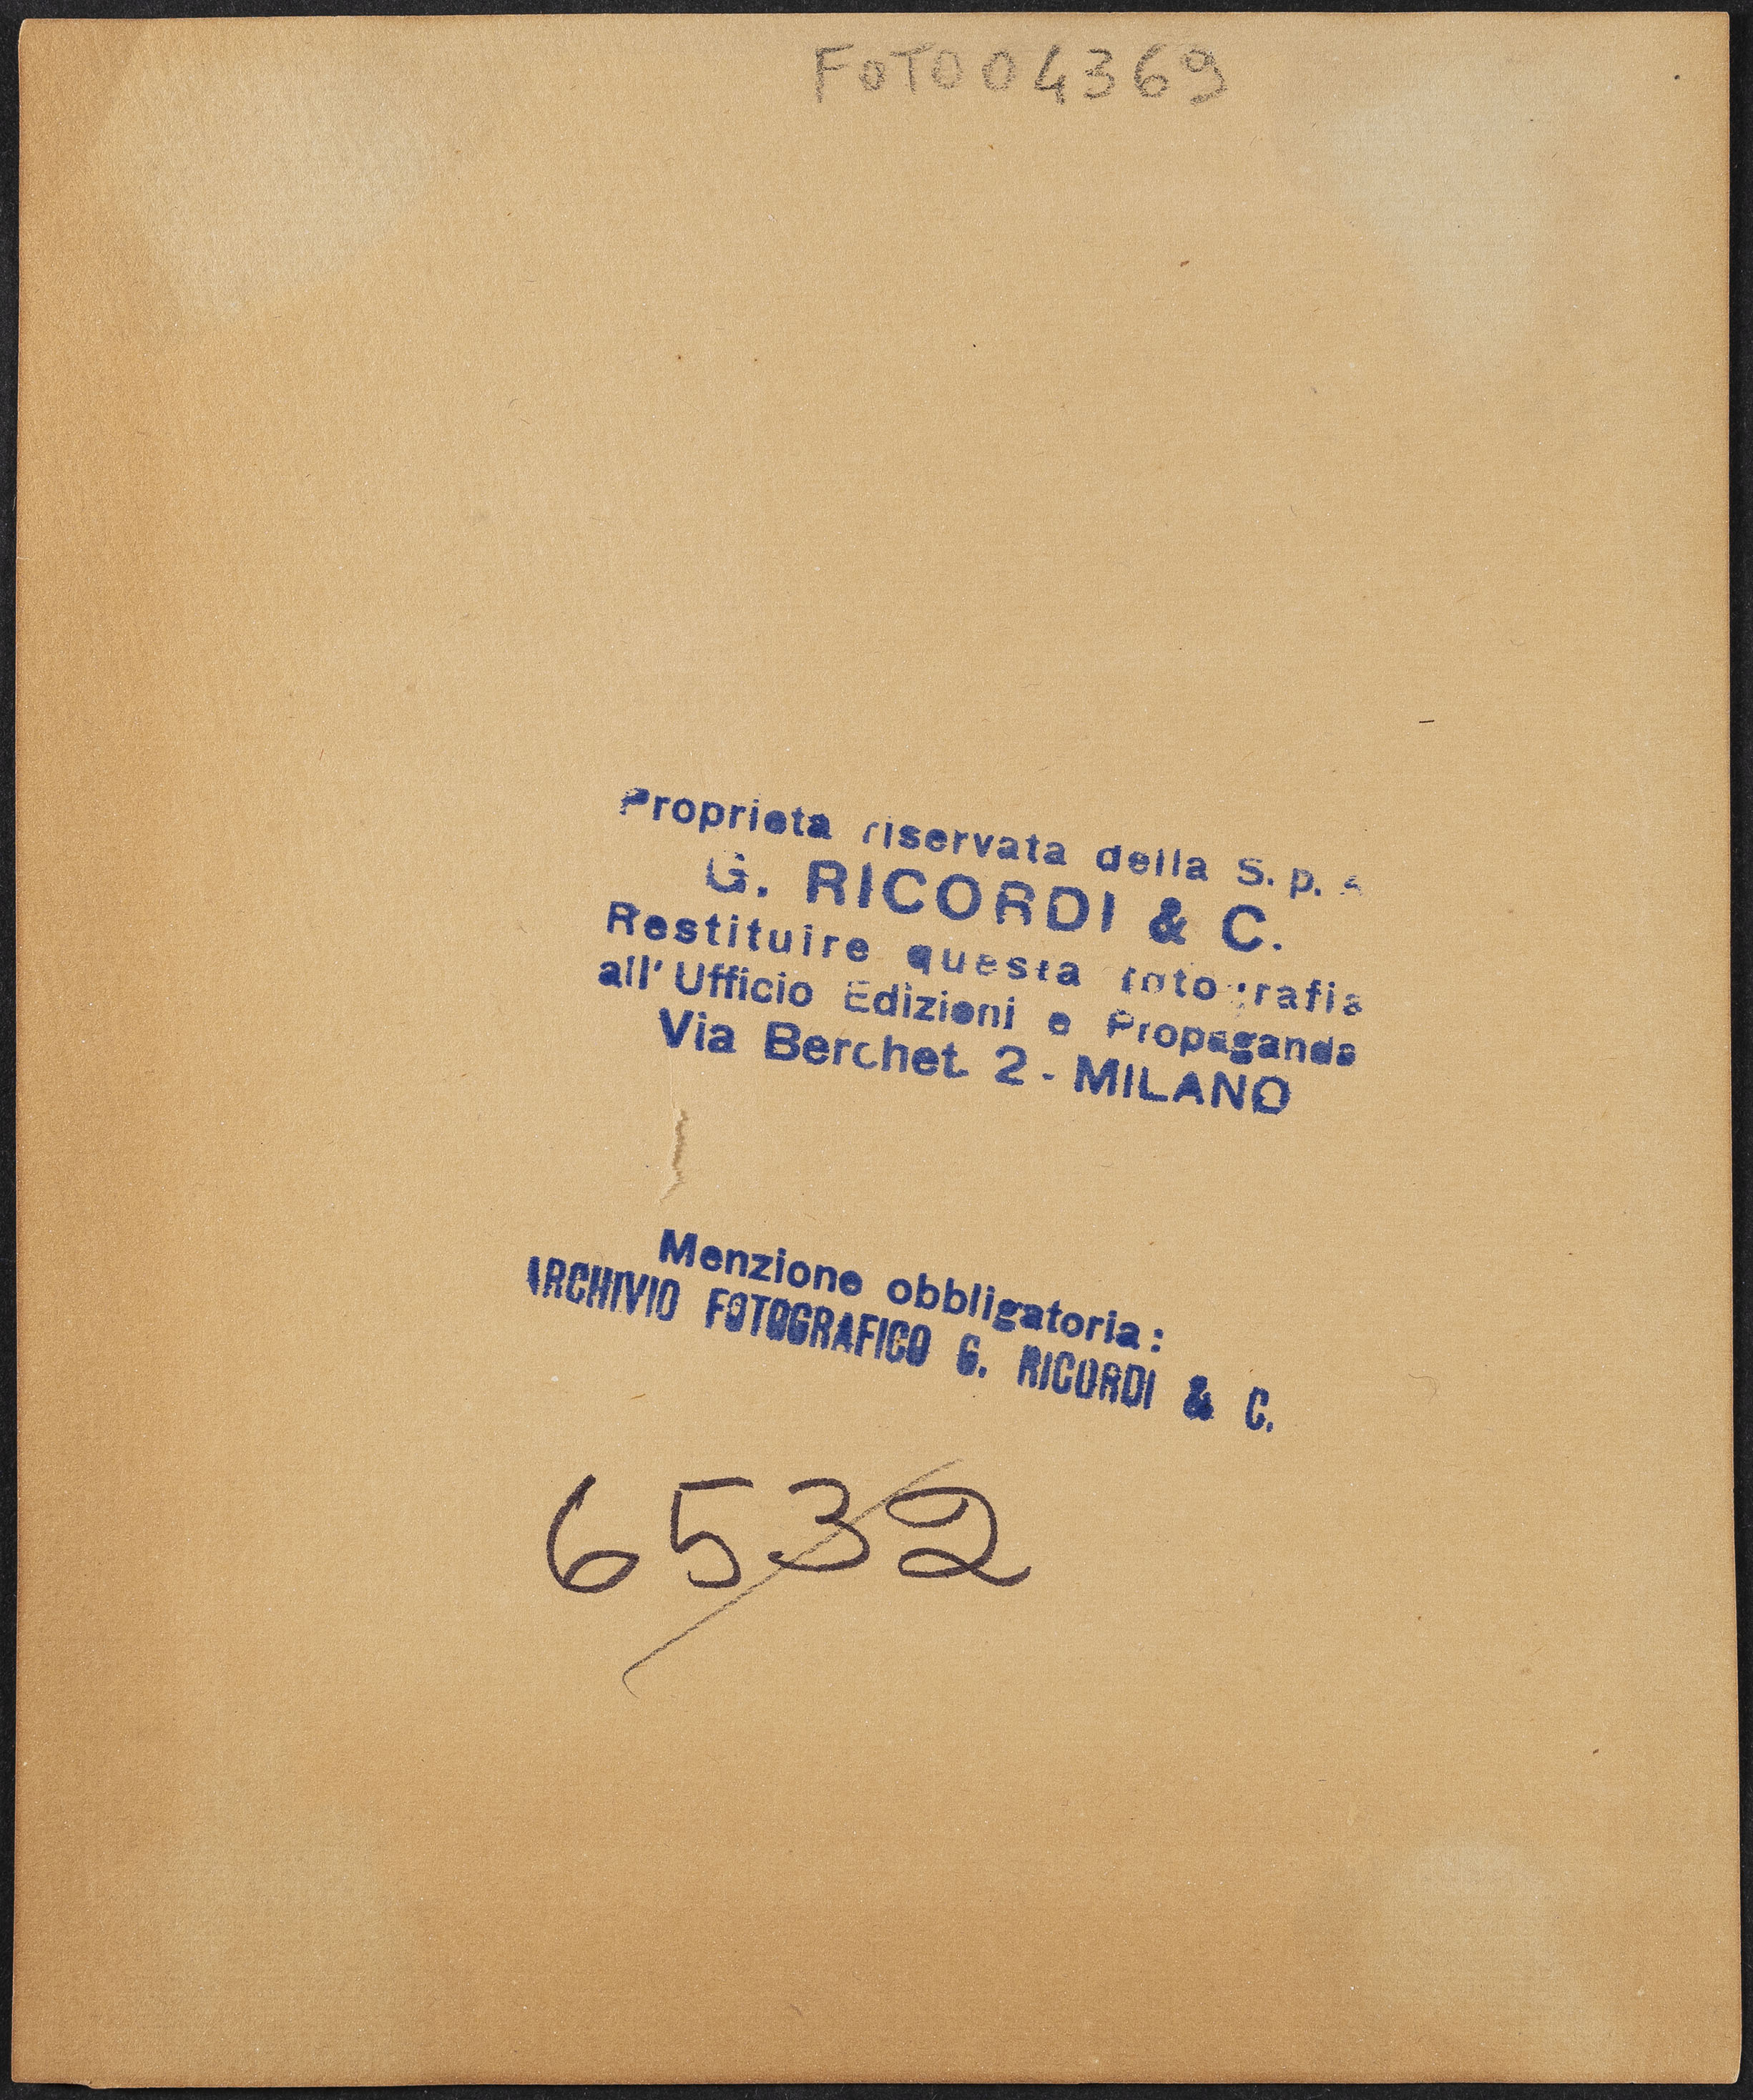 FOTO04369
Proprieta riservata della S. p. A
G. RICORDI & C.
Restituire questa fotografia
all' Ufficio Edizioni e Propaganda
Via Berchet. 2 - MILANO
Menzione obbligatoria:
ARCHIVIO FOTOGRAFICO G. RICORDI & C.
6532